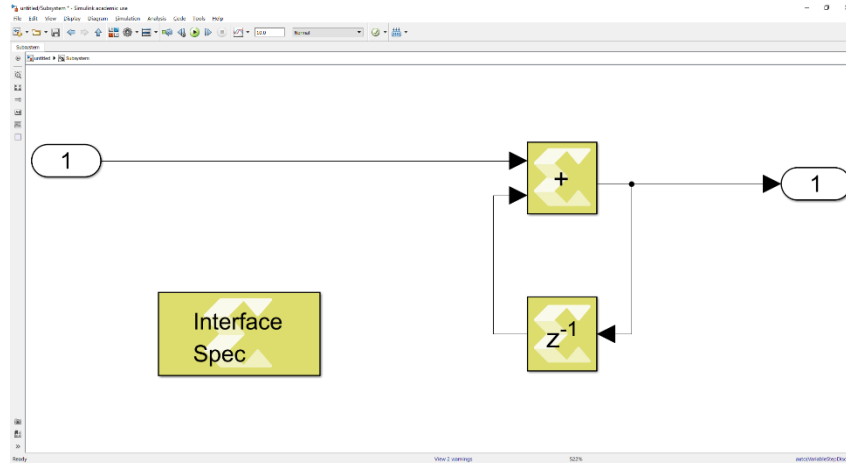 untitled/Subsystem * - Simulink academic use
File Edit View Display Diagram Simulation Analysis Code Tools Help
10.0 Normal
Subsystem
untitled Subsystem
1
+
1
Interface
Spec
z-1
Ready View 2 warnings 522%